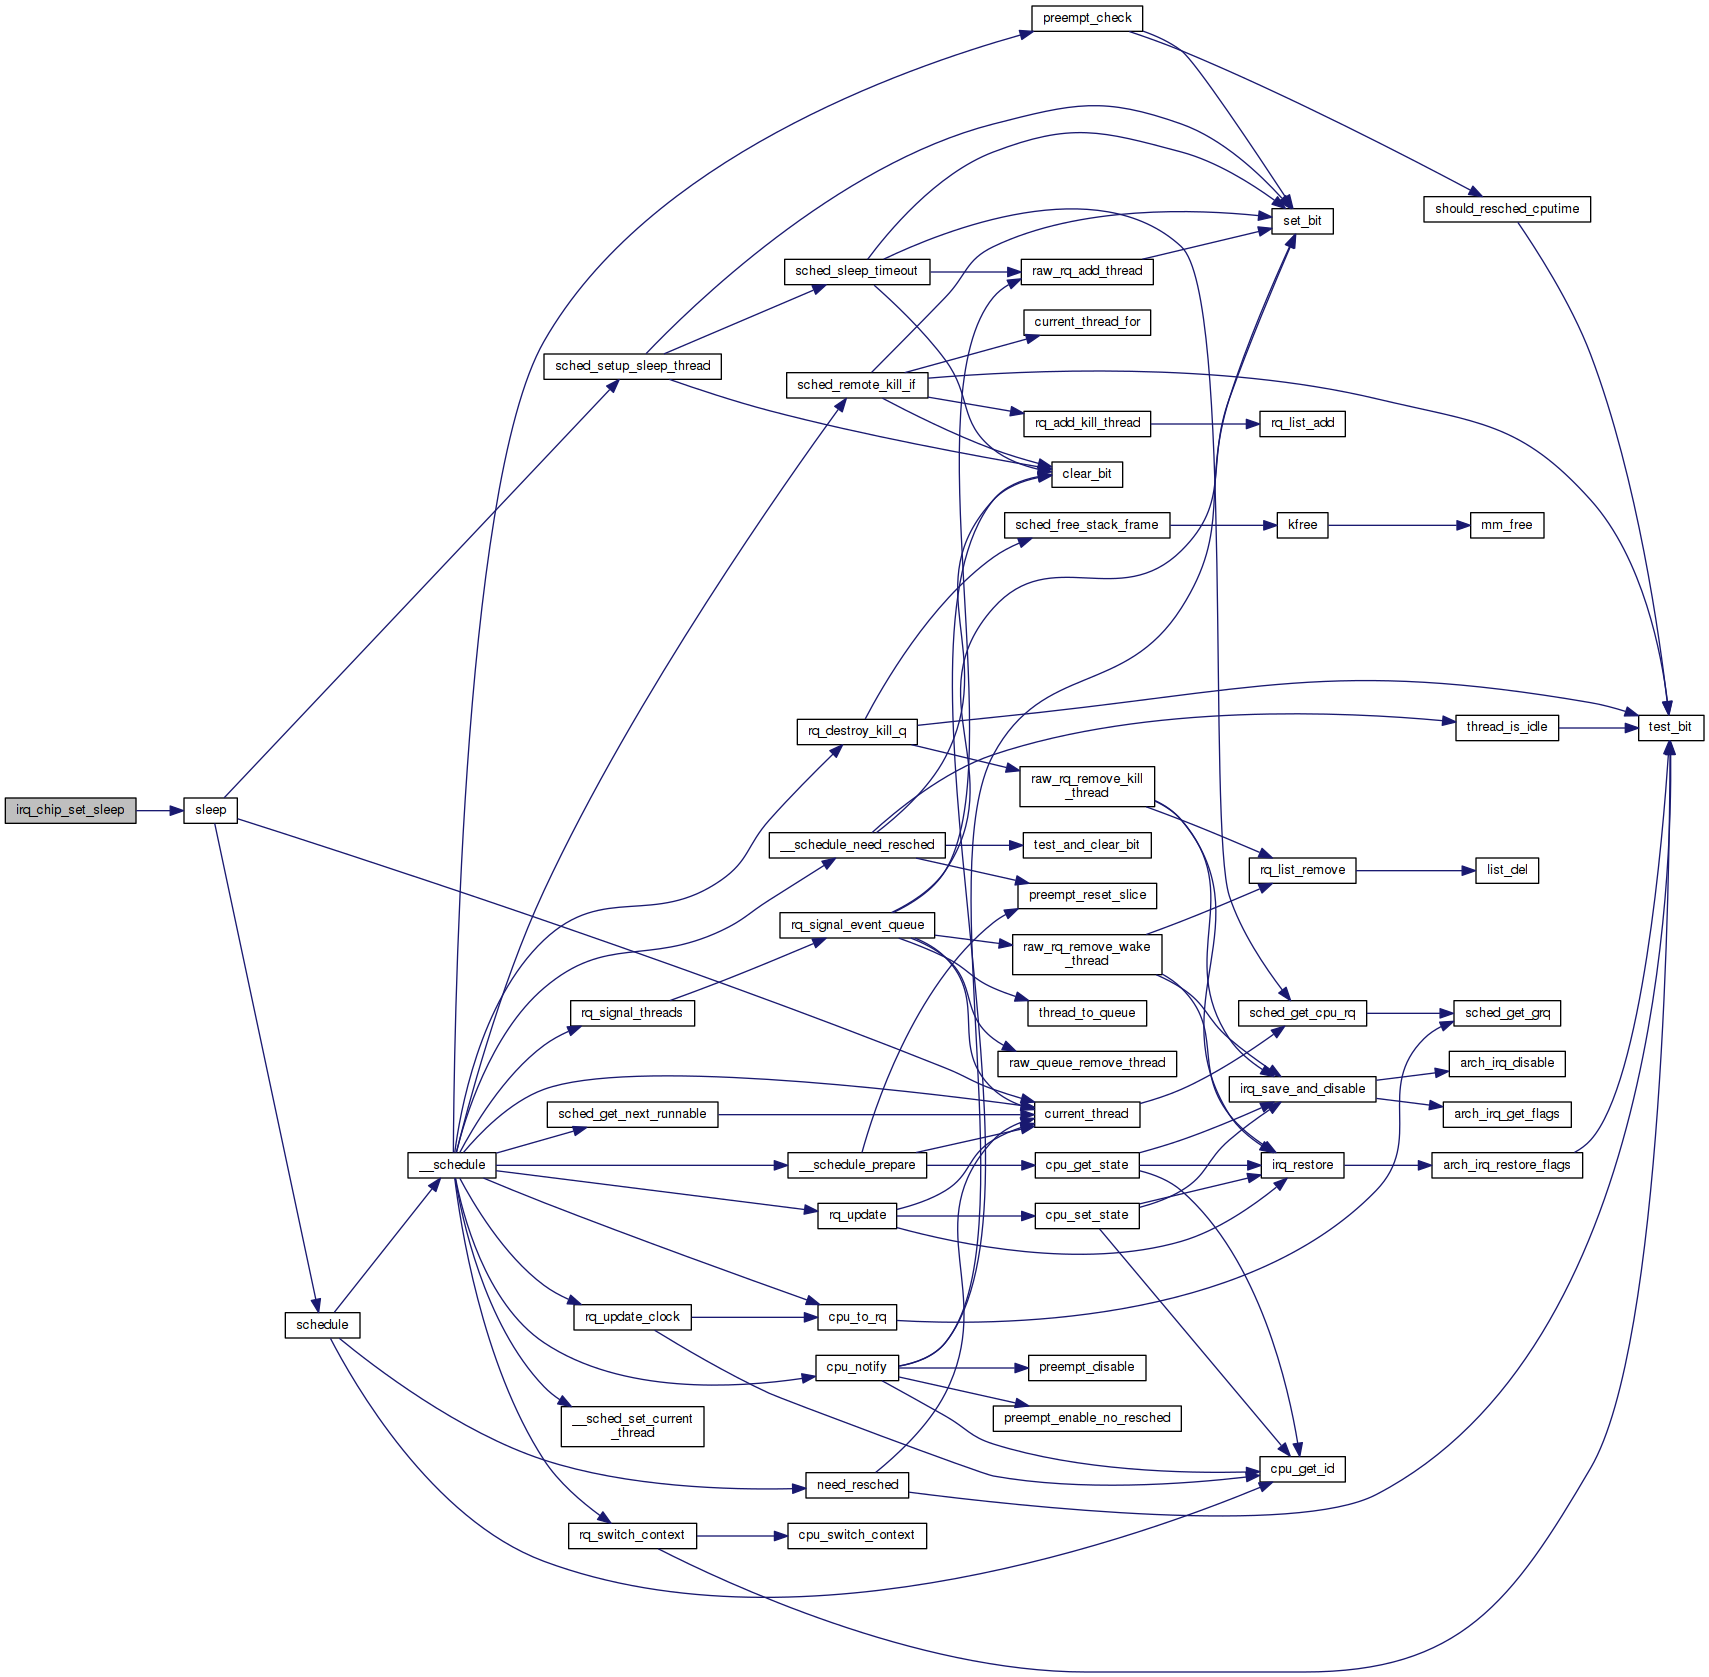 preempt_check
should_resched_cputime
set_bit
sched_sleep_timeout
raw_rq_add_thread
current_thread_for
sched_setup_sleep_thread
sched_remote_kill_if
rq_add_kill_thread
rq_list_add
clear_bit
sched_free_stack_frame
kfree
mm_free
rq_destroy_kill_q
thread_is_idle
test_bit
raw_rq_remove_kill
_thread
irq_chip_set_sleep
sleep
__schedule_need_resched
test_and_clear_bit
rq_list_remove
list_del
preempt_reset_slice
rq_signal_event_queue
raw_rq_remove_wake
_thread
rq_signal_threads
thread_to_queue
sched_get_cpu_rq
sched_get_grq
raw_queue_remove_thread
arch_irq_disable
irq_save_and_disable
sched_get_next_runnable
current_thread
arch_irq_get_flags
__schedule
__schedule_prepare
cpu_get_state
irq_restore
arch_irq_restore_flags
rq_update
cpu_set_state
schedule
rq_update_clock
cpu_to_rq
cpu_notify
preempt_disable
__sched_set_current
_thread
preempt_enable_no_resched
cpu_get_id
need_resched
rq_switch_context
cpu_switch_context